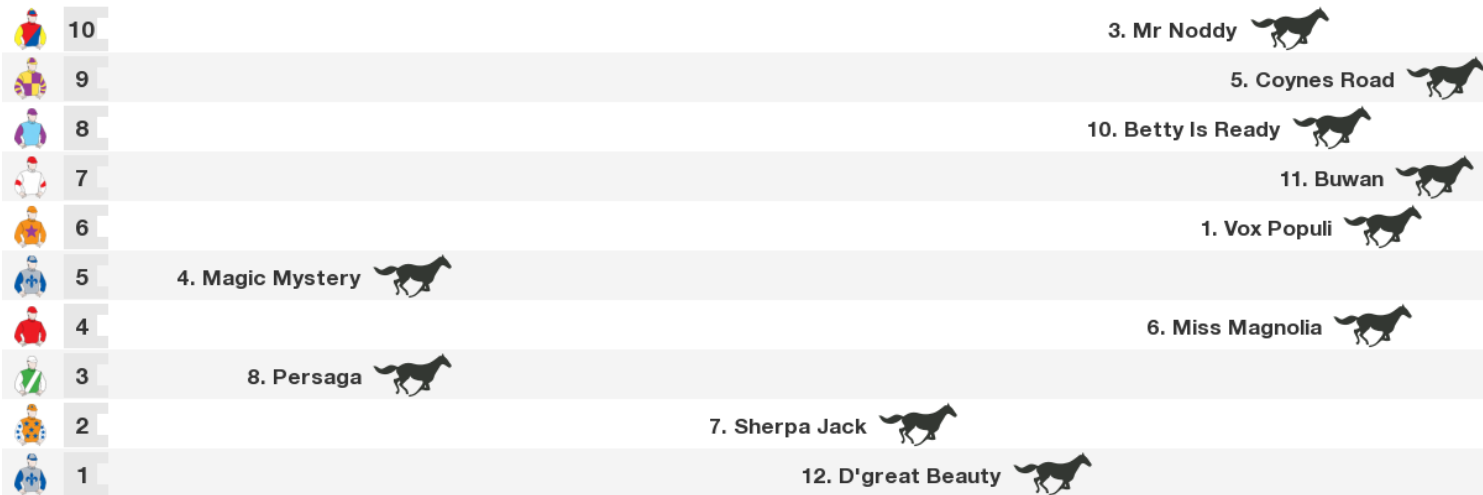 10 3. Mr Noddy
9 5. Coynes Road
8 10. Betty Is Ready
7 11. Buwan
6 1. Vox Populi
5 4. Magic Mystery
4 6. Miss Magnolia
3 8. Persaga
2 7. Sherpa Jack
1 12. D'great Beauty